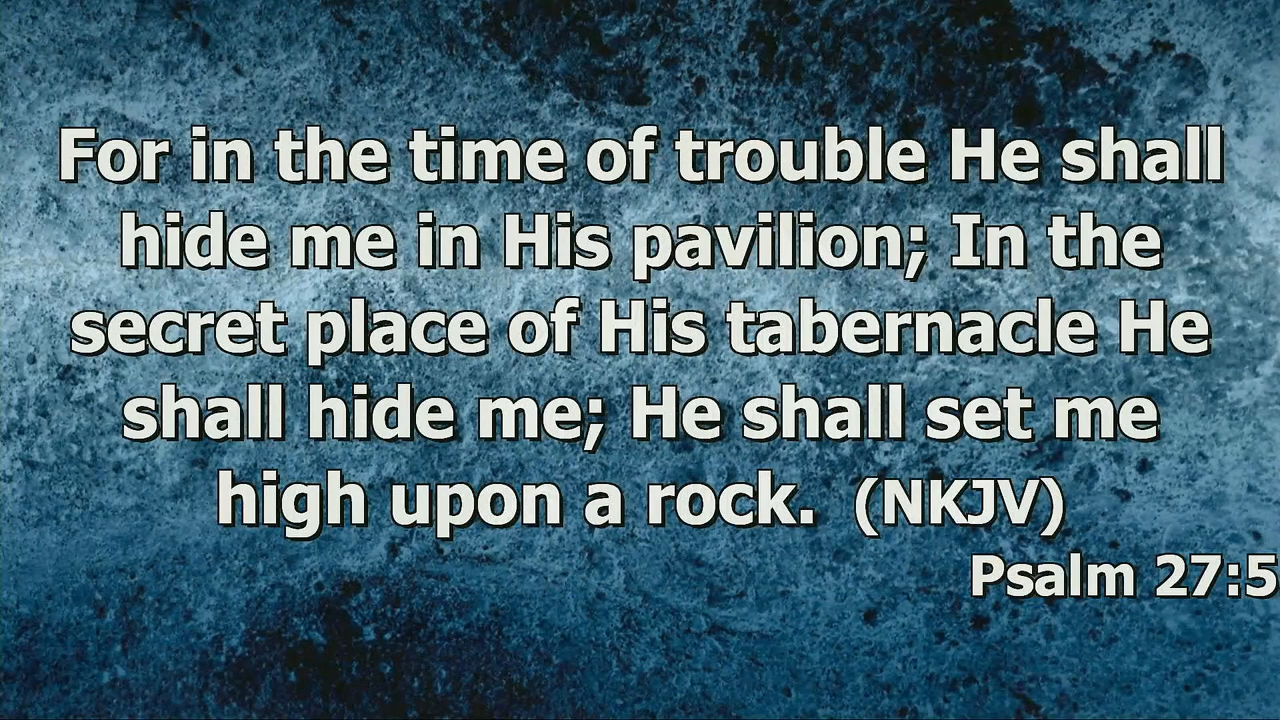 For in the time of trouble He shall
hide me in His pavilion; In the
secret place of His tabernacle He
shall hide me; He shall set me
high upon a rock.  (NKJV)
Psalm 27:5